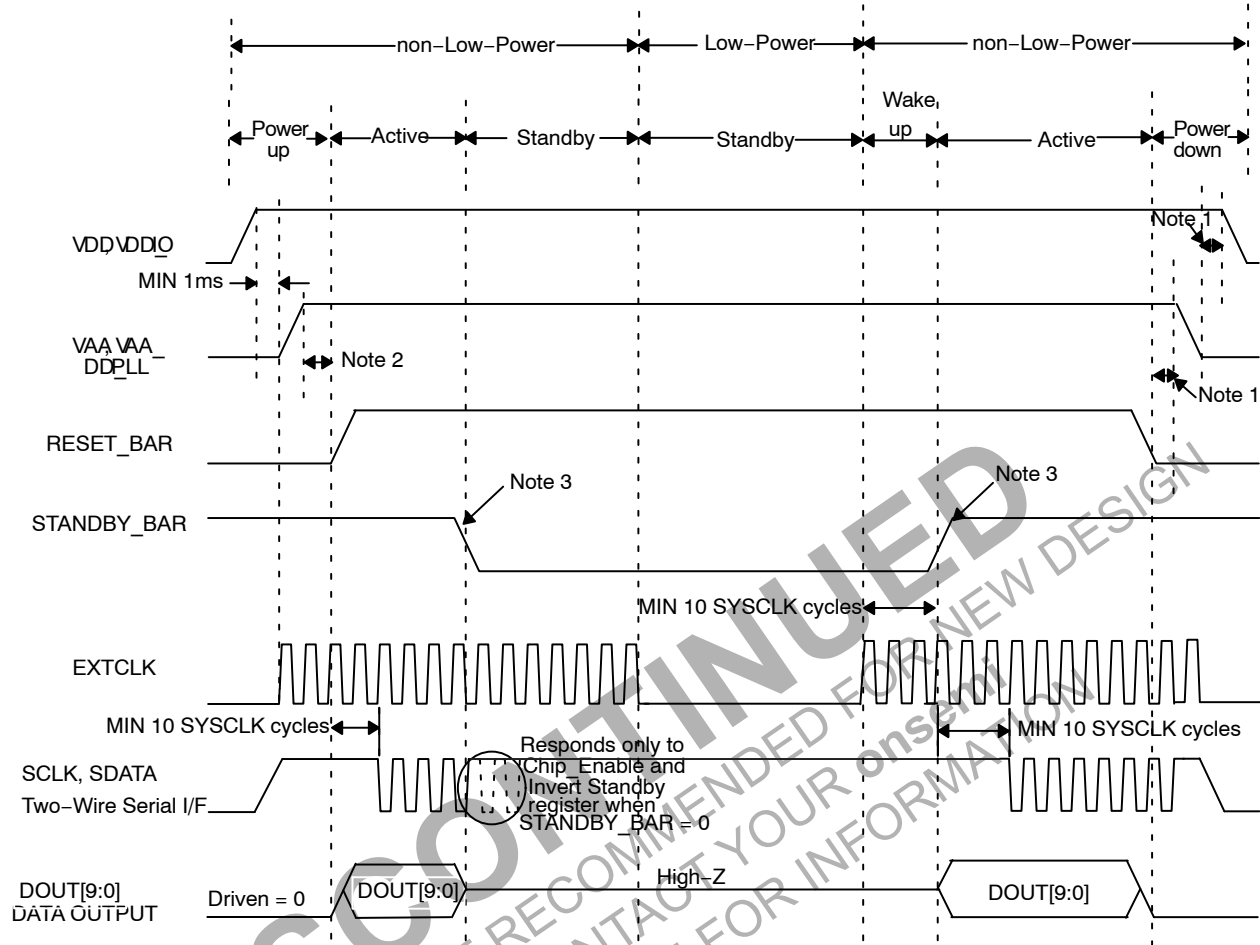 non-Low-Power
Low-Power
non-Low-Power
Power
up
Active
Standby
Standby
Wake
up
Active
Power
down
VDD,VDDIO
Note 1
MIN 1ms
VAA, VAA_
DDPLL
Note 2
Note 1
RESET_BAR
Note 3
Note 3
STANDBY_BAR
MIN 10 SYSCLK cycles
EXTCLK
MIN 10 SYSCLK cycles
MIN 10 SYSCLK cycles
SCLK, SDATA
Two-Wire Serial I/F
Responds only to
Chip_Enable and
Invert Standby
register when
STANDBY_BAR = 0
DOUT[9:0]
DATA OUTPUT
Driven = 0
DOUT[9:0]
High-Z
DOUT[9:0]
CONTINUED
RECOMMENDED FOR NEW DESIGN
CONTACT YOUR onsemi
FOR INFORMATION